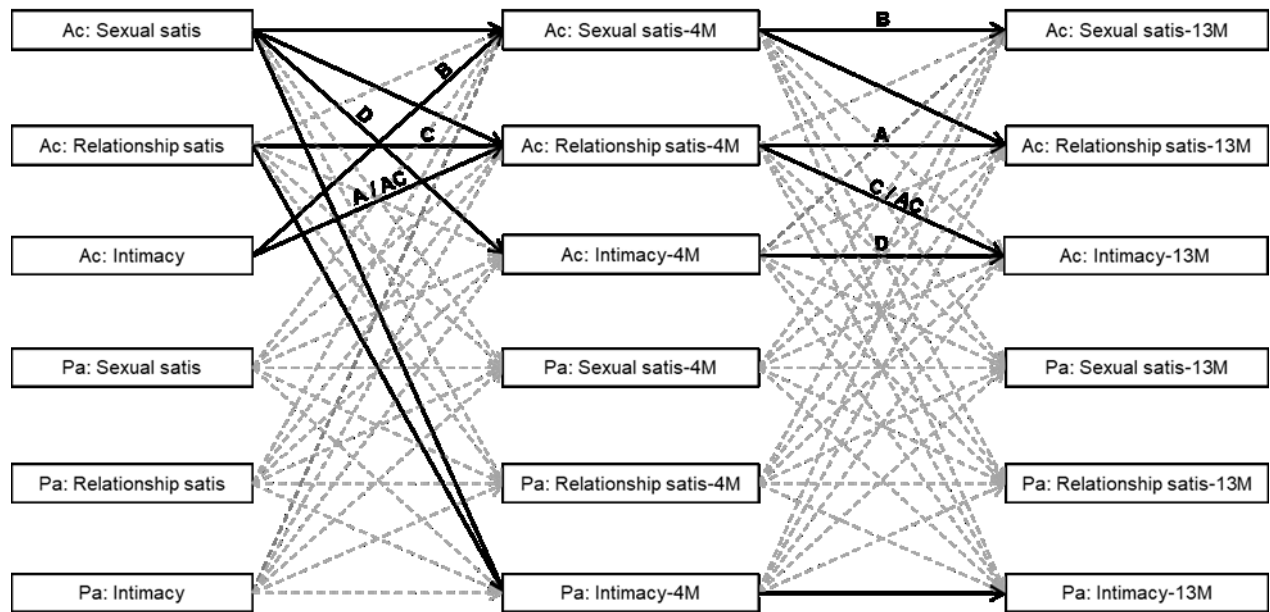 Ac: Sexual satis
Ac: Sexual satis-4M
B
Ac: Sexual satis-13M
B
D
Ac: Relationship satis
C
Ac: Relationship satis-4M
A
Ac: Relationship satis-13M
A / AC
C / AC
Ac: Intimacy
Ac: Intimacy-4M
D
Ac: Intimacy-13M
Pa: Sexual satis
Pa: Sexual satis-4M
Pa: Sexual satis-13M
Pa: Relationship satis
Pa: Relationship satis-4M
Pa: Relationship satis-13M
Pa: Intimacy
Pa: Intimacy-4M
Pa: Intimacy-13M